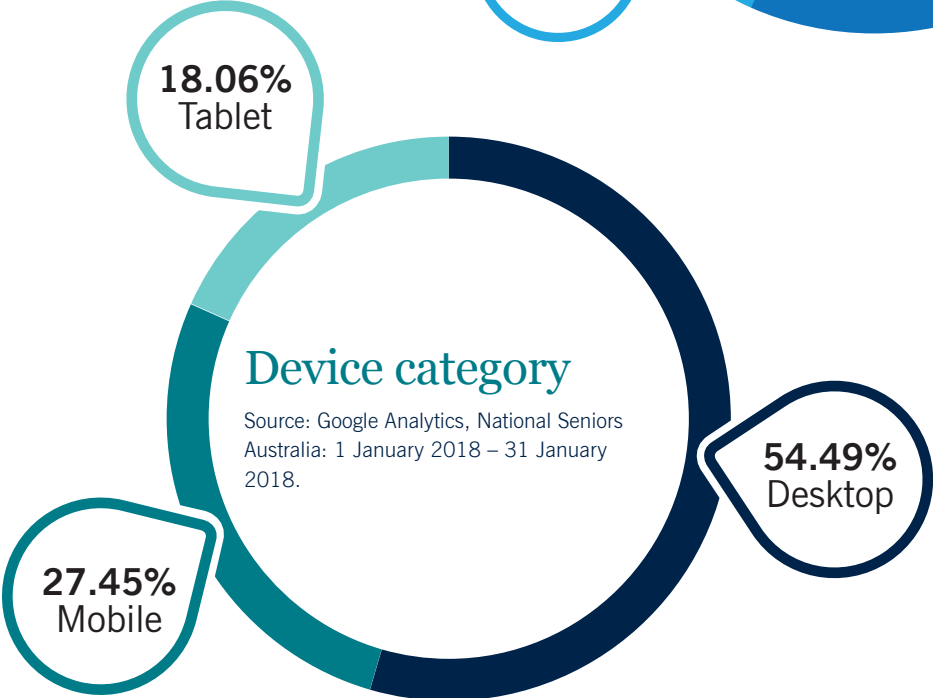 18.06%
Tablet
Device category
Source: Google Analytics, National Seniors
Australia: 1 January 2018 – 31 January
2018.
54.49%
Desktop
27.45%
Mobile